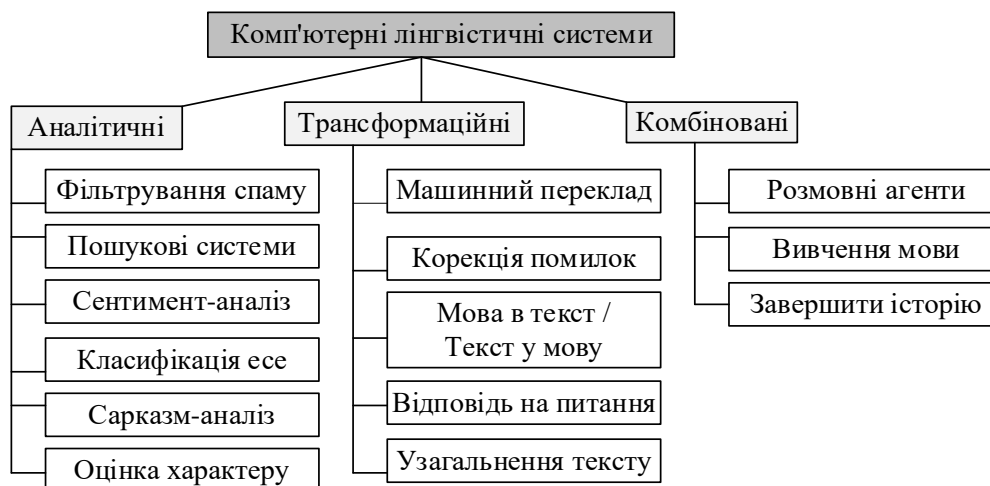 Комп'ютерні лінгвістичні системи
Аналітичні
Фільтрування спаму
Пошукові системи
Сентимент-аналіз
Класифікація есе
Сарказм-аналіз
Оцінка характеру
Трансформаційні
Машинний переклад
Корекція помилок
Мова в текст /
Текст у мову
Відповідь на питання
Узагальнення тексту
Комбіновані
Розмовні агенти
Вивчення мови
Завершити історію